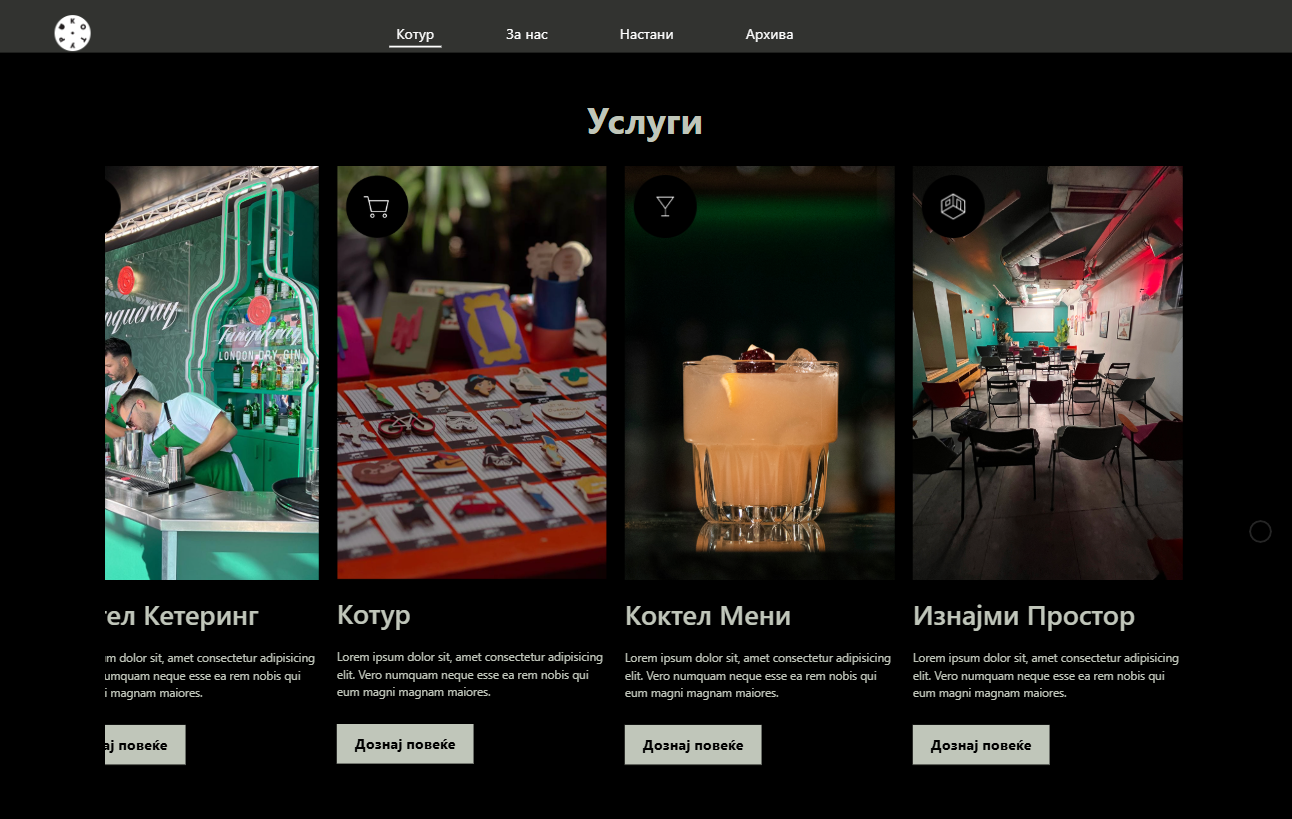 Котур
За нас
Настани
Архива
Услуги
Tanqueray
LONDON DRY GIN
тел Кетеринг
m dolor sit, amet consectetur adipisicing
umquam neque esse ea rem nobis qui
i magnam maiores.
ај повеќе
Котур
Lorem ipsum dolor sit, amet consectetur adipisicing
elit. Vero numquam neque esse ea rem nobis qui
eum magni magnam maiores.
Дознај повеќе
Коктел Мени
Lorem ipsum dolor sit, amet consectetur adipisicing
elit. Vero numquam neque esse ea rem nobis qui
eum magni magnam maiores.
Дознај повеќе
Изнајми Простор
Lorem ipsum dolor sit, amet consectetur adipisicing
elit. Vero numquam neque esse ea rem nobis qui
eum magni magnam maiores.
Дознај повеќе